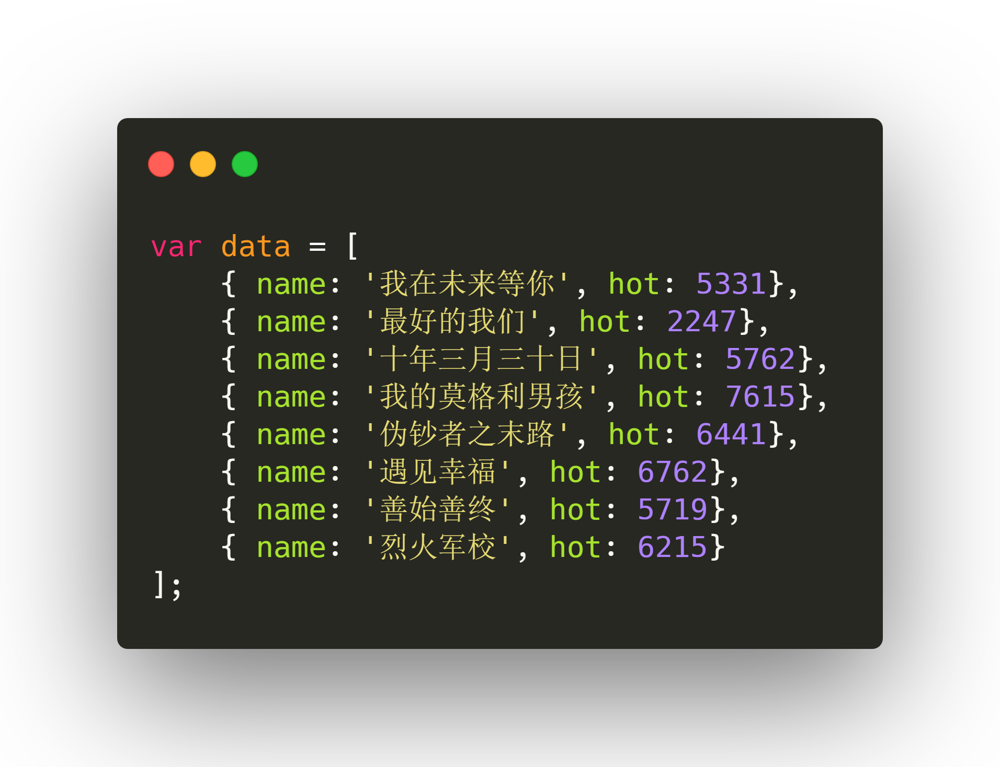 var data = [
    { name: '我在未来等你', hot: 5331},
    { name: '最好的我们', hot: 2247},
    { name: '十年三月三十日', hot: 5762},
    { name: '我的莫格利男孩', hot: 7615},
    { name: '伪钞者之末路', hot: 6441},
    { name: '遇见幸福', hot: 6762},
    { name: '善始善终', hot: 5719},
    { name: '烈火军校', hot: 6215}
];